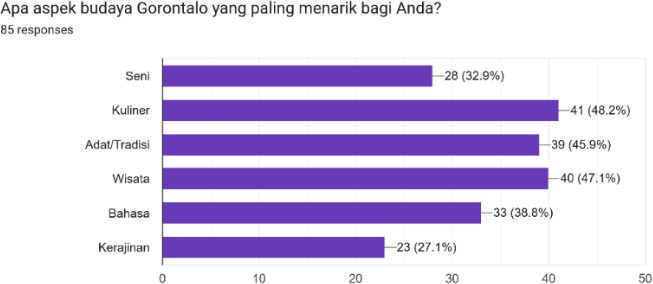 Apa aspek budaya Gorontalo yang paling menarik bagi Anda?
85 responses
Seni 28 (32.9%)
Kuliner 41 (48.2%)
Adat/Tradisi 39 (45.9%)
Wisata 40 (47.1%)
Bahasa 33 (38.8%)
Kerajinan 23 (27.1%)
0 10 20 30 40 50